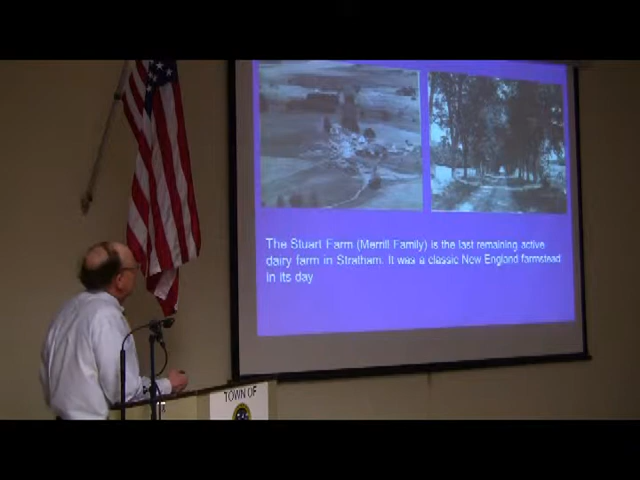 The Stuart Farm (Merrill Family) is the last remaining active
dairy farm in Stratham. It was a classic New England farmstead
in its day
TOWN OF